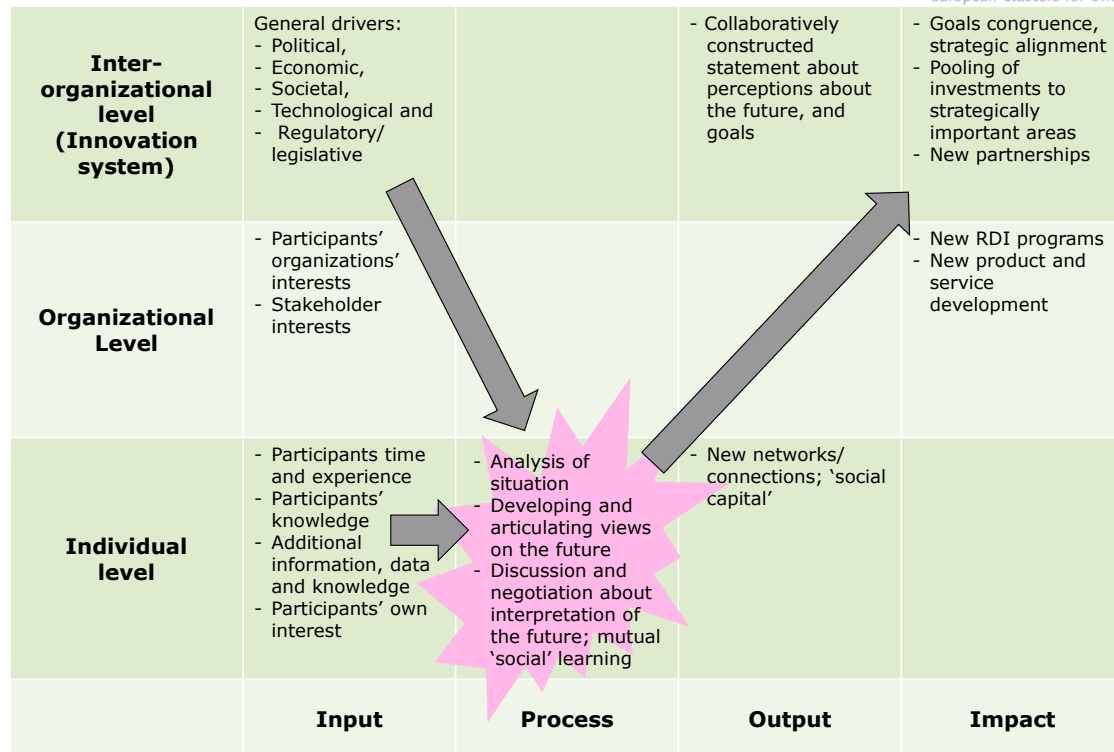 Inter-
organizational
level
(Innovation
system)
General drivers:
- Political,
- Economic,
- Societal,
- Technological and
- Regulatory/
legislative
- Collaboratively
constructed
statement about
perceptions about
the future, and
goals
- Goals congruence,
strategic alignment
- Pooling of
investments to
strategically
important areas
- New partnerships
Organizational
Level
- Participants'
organizations'
interests
- Stakeholder
interests
- New RDI programs
- New product and
service
development
Individual
level
- Participants time
and experience
- Participants'
knowledge
- Additional
information, data
and knowledge
- Participants' own
interest
- Analysis of
situation
- Developing and
articulating views
on the future
- Discussion and
negotiation about
interpretation of
the future; mutual
'social' learning
- New networks/
connections; 'social
capital'
Input
Process
Output
Impact